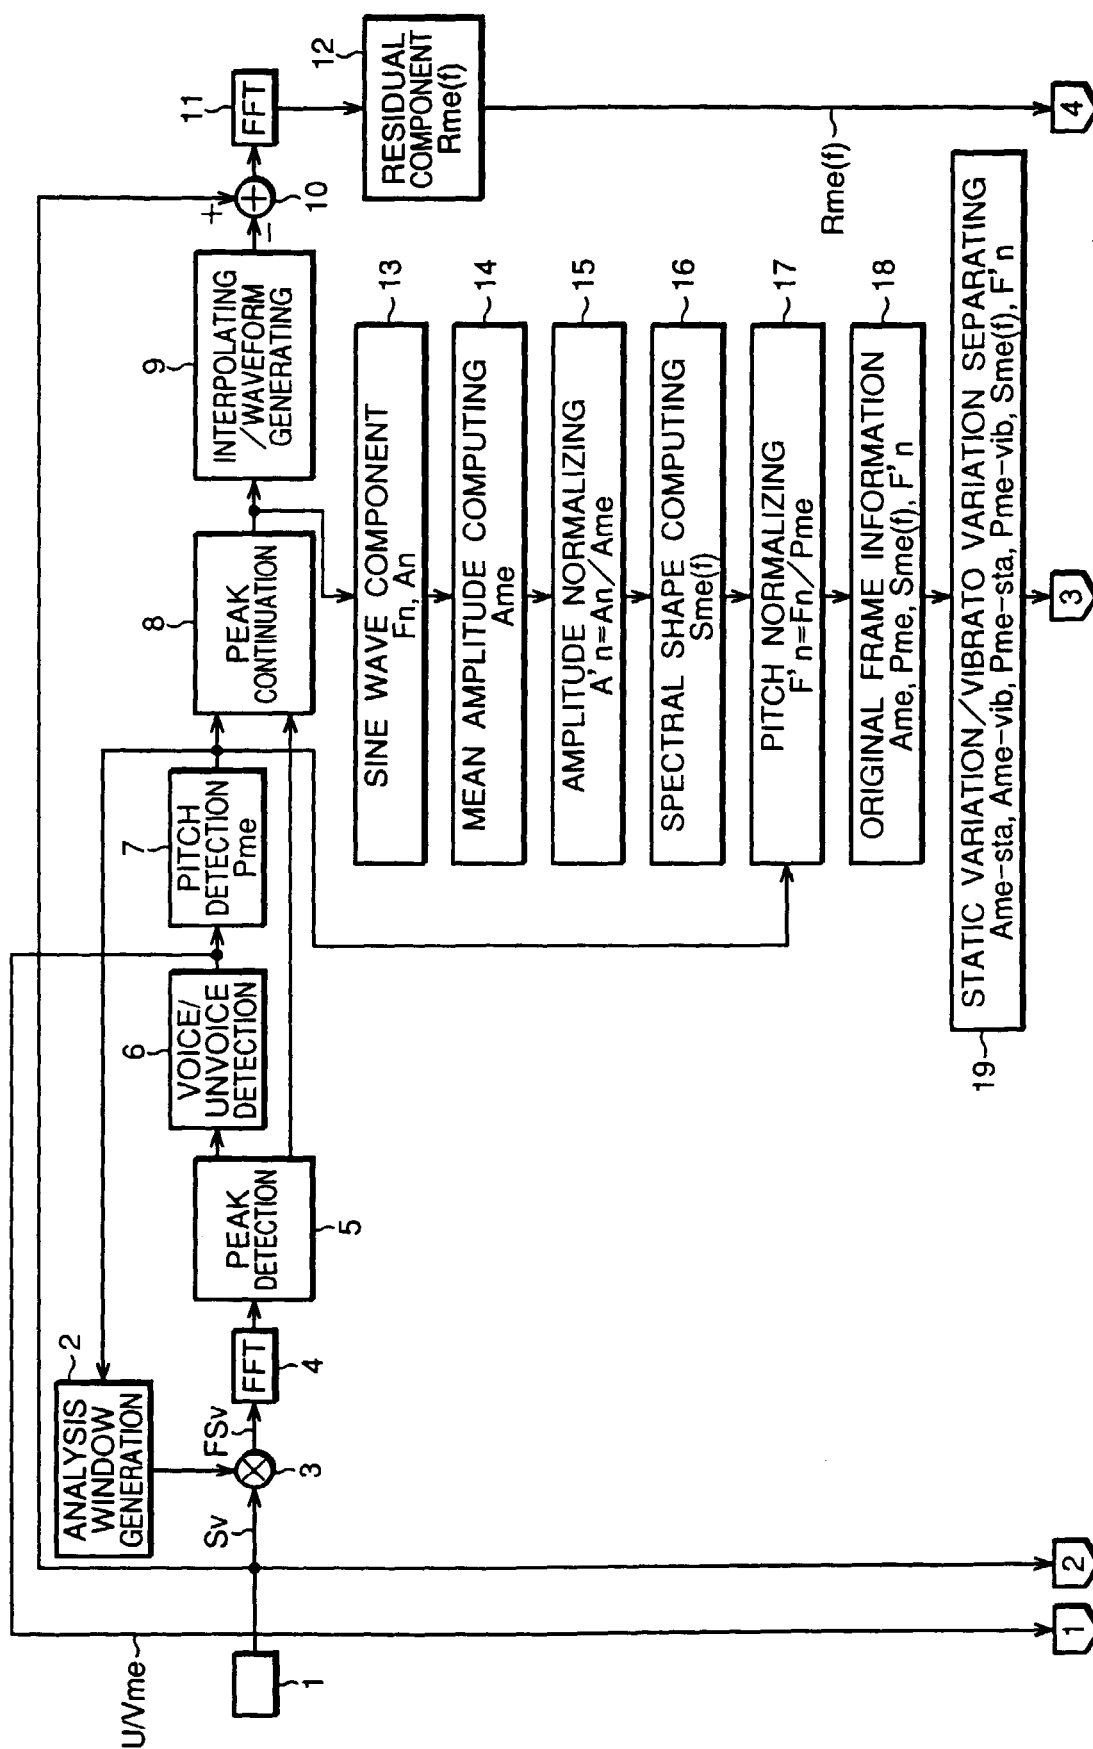 U/Vme
1
Sv
ANALYSIS
WINDOW
GENERATION
2
3
FSv
FFT
4
PEAK
DETECTION
5
6
VOICE/
UNVOICE
DETECTION
7
PITCH
DETECTION
Pme
8
PEAK
CONTINUATION
9
INTERPOLATING
/WAVEFORM
GENERATING
+
-
+
10
11
FFT
12
RESIDUAL
COMPONENT
Rme(f)
SINE WAVE COMPONENT
Fn, An
13
MEAN AMPLITUDE COMPUTING
Ame
14
AMPLITUDE NORMALIZING
A'n=An/Ame
15
SPECTRAL SHAPE COMPUTING
Sme(f)
16
PITCH NORMALIZING
F'n=Fn/Pme
17
ORIGINAL FRAME INFORMATION
Ame, Pme, Sme(f), F'n
18
19
STATIC VARIATION/VIBRATO VARIATION SEPARATING
Ame-sta, Ame-vib, Pme-sta, Pme-vib, Sme(f), F'n
Rme(f)
1
2
3
4